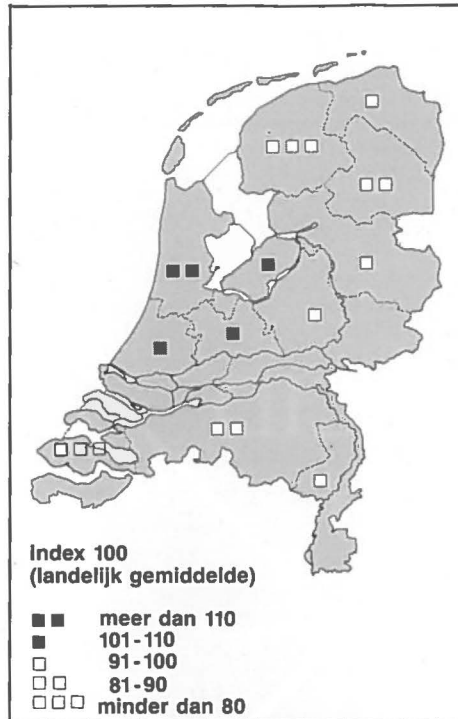 Index 100
(landelijk gemiddelde)
meer dan 110
101-110
91-100
81-90
minder dan 80